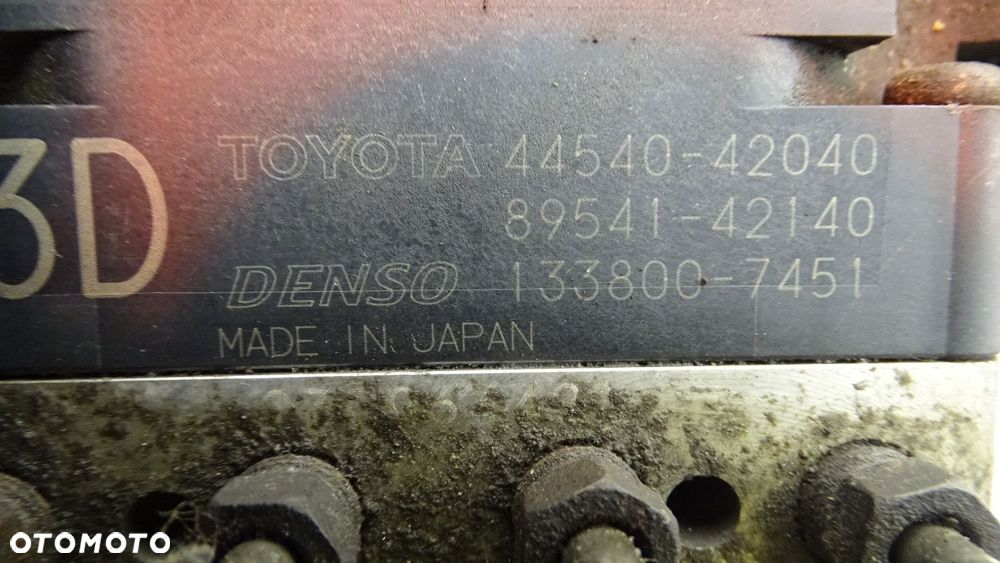 3D
TOYOTA 44540-42040
89541-42140
DENSO 133800-7451
MADE IN JAPAN
OTOMOTO